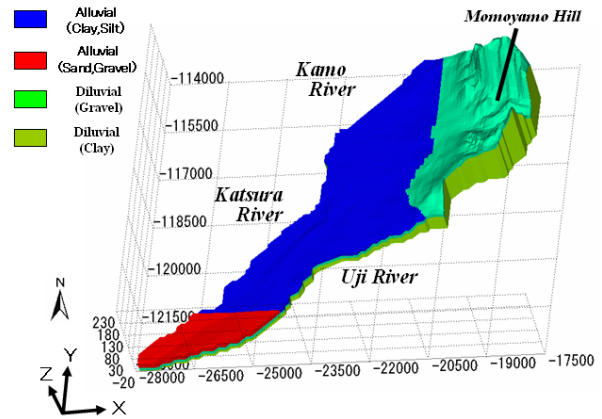 Alluvial
(Clay,Silt)
Alluvial
(Sand,Gravel)
Diluvial
(Gravel)
Diluvial
(Clay)
Momoyamo Hill
Kamo
River
Katsura
River
Uji River
-114000
-115500
-117000
-118500
-120000
-121500
230
180
130
80
30
-20
-28000
-26500
-25000
-23500
-22000
-20500
-19000
-17500
N
Z
Y
X